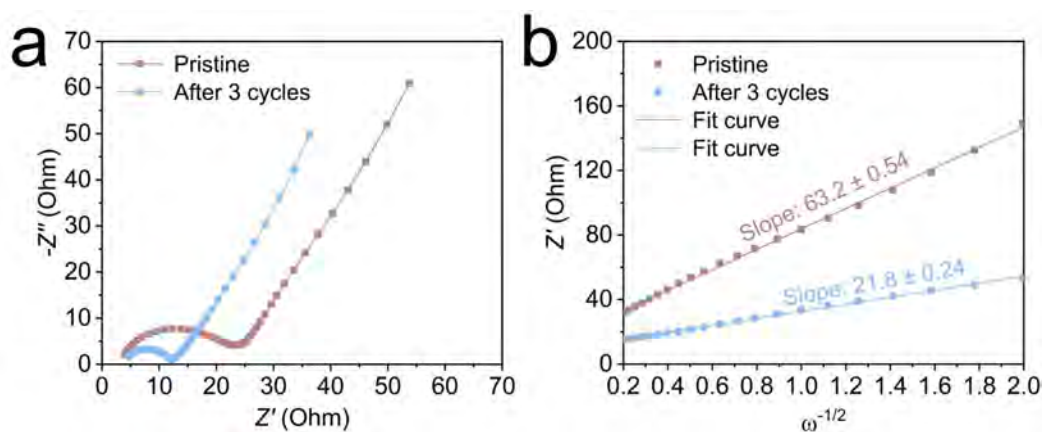 a
70
60
50
40
30
20
10
0
-Z″ (Ohm)
Pristine
After 3 cycles
0 10 20 30 40 50 60 70
Z′ (Ohm)
b
200
160
120
80
40
0
Z′ (Ohm)
Pristine
After 3 cycles
Fit curve
Fit curve
Slope: 63.2 ± 0.54
Slope: 21.8 ± 0.24
0.2 0.4 0.6 0.8 1.0 1.2 1.4 1.6 1.8 2.0
ω⁻¹/²